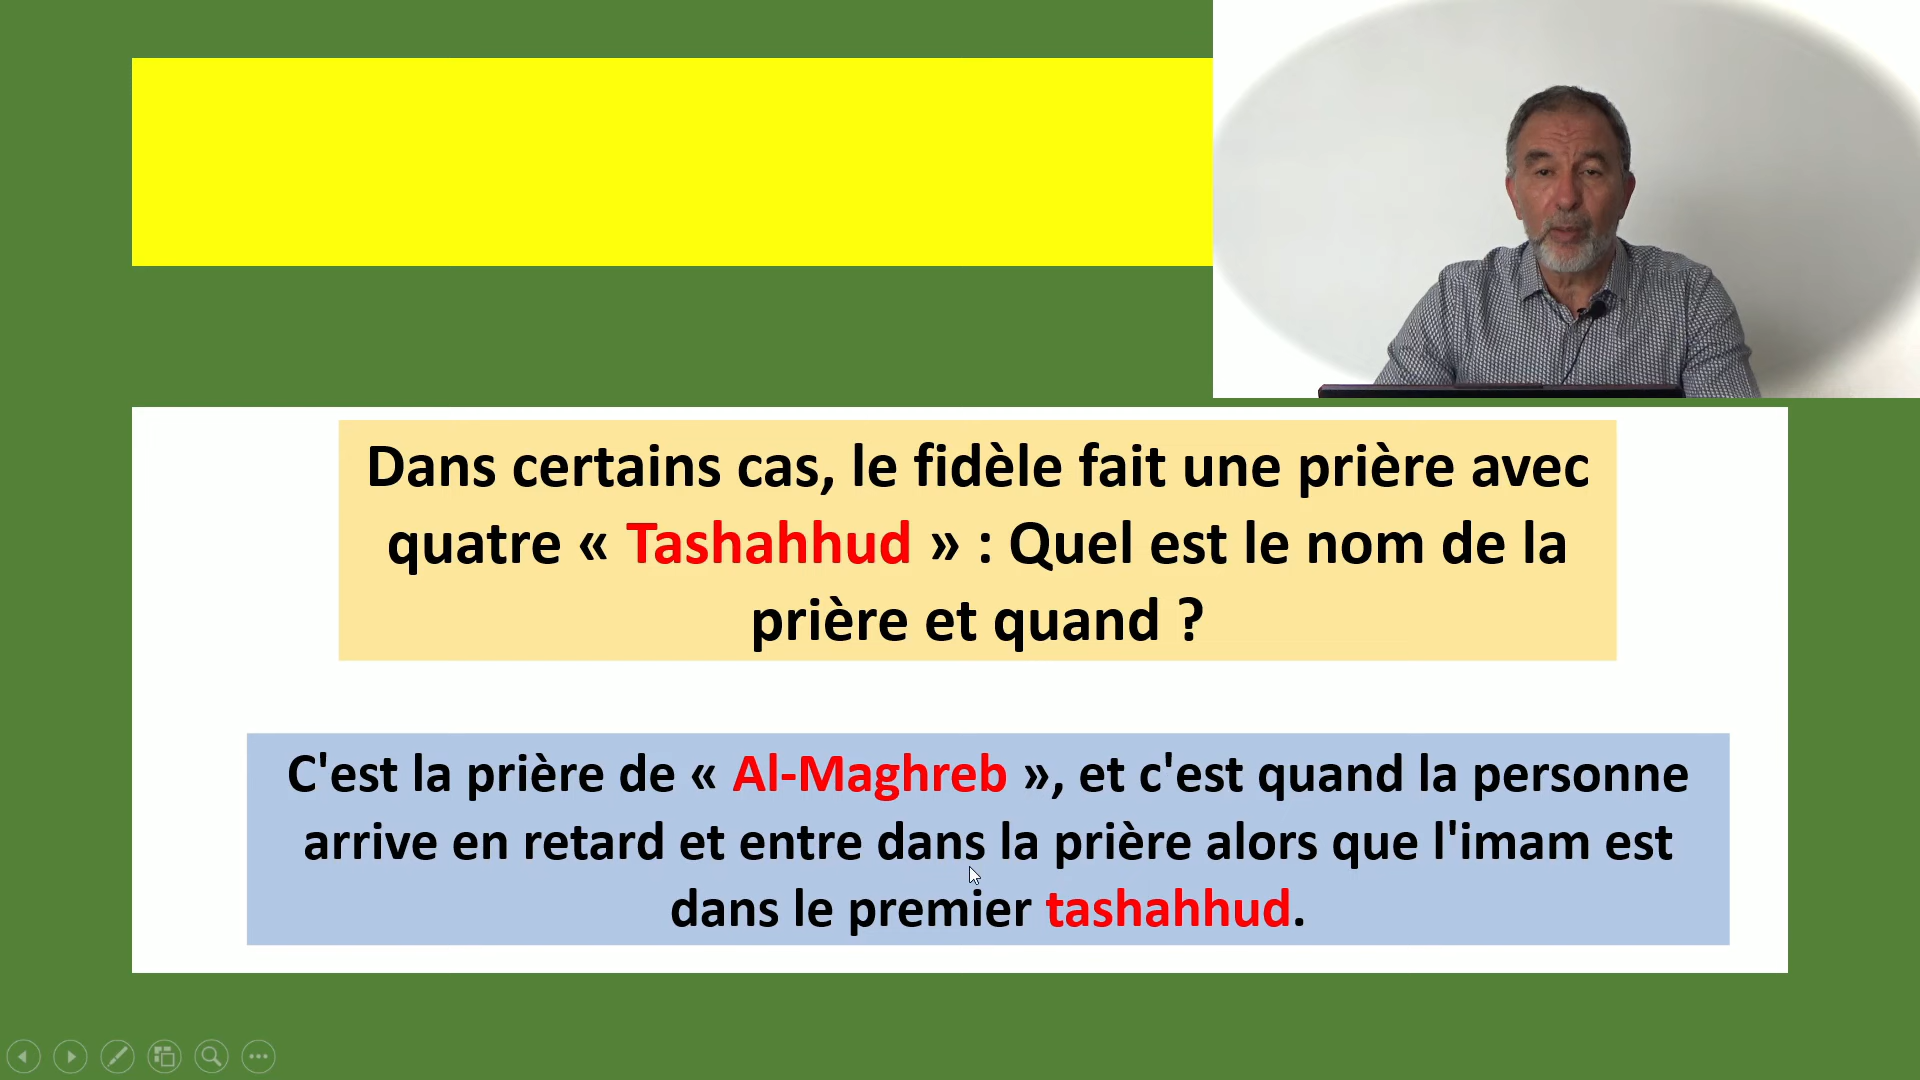 Dans certains cas, le fidèle fait une prière avec
quatre « Tashahhud » : Quel est le nom de la
prière et quand ?
C'est la prière de « Al-Maghreb », et c'est quand la personne
arrive en retard et entre dans la prière alors que l'imam est
dans le premier tashahhud.